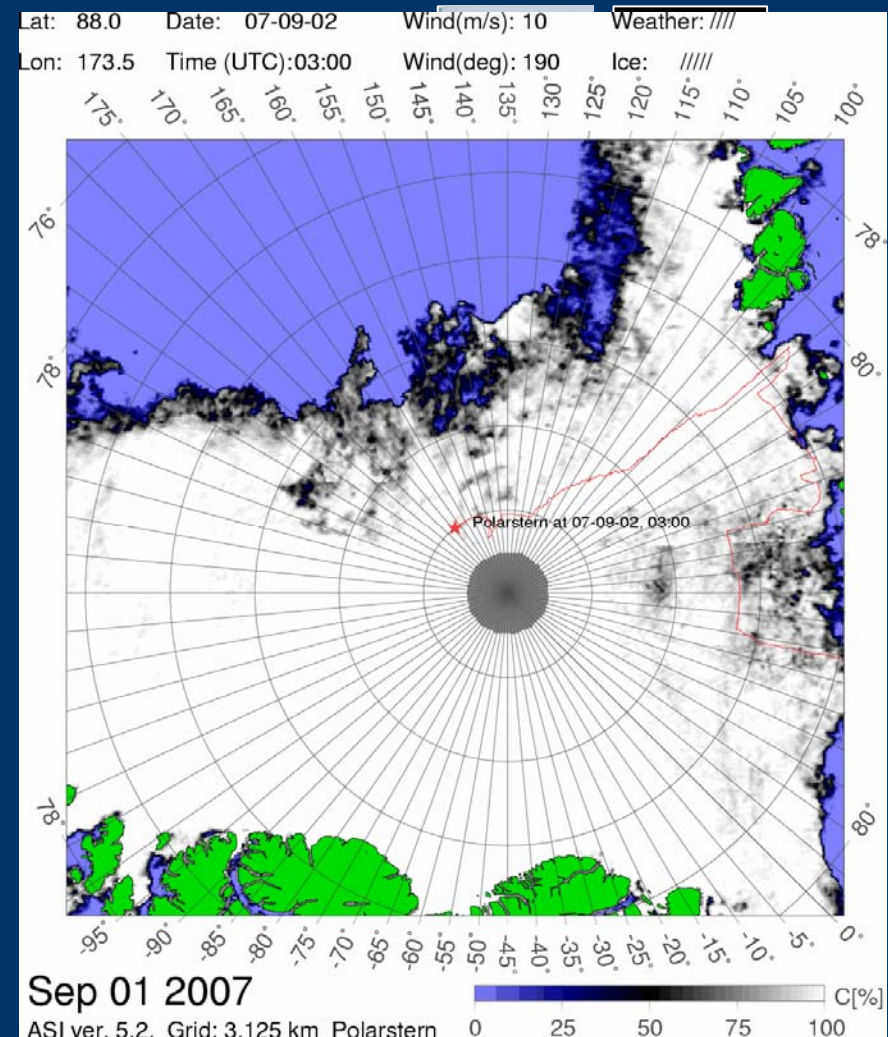 Lat: 88.0 Date: 07-09-02 Wind(m/s): 10 Weather: ////
Lon: 173.5 Time (UTC):03:00 Wind(deg): 190 Ice: /////
175° 170° 165° 160° 155° 150° 145° 140° 135° 130° 125° 120° 115° 110° 105° 100°
76° 78°
78° 80°
Polarstern at 07-09-02, 03:00
78° 80°
-95° -90° -85° -80° -75° -70° -65° -60° -55° -50° -45° -40° -35° -30° -25° -20° -15° -10° -5° 0°
Sep 01 2007
C[%]
ASI ver. 5.2, Grid: 3.125 km Polarstern
0 25 50 75 100